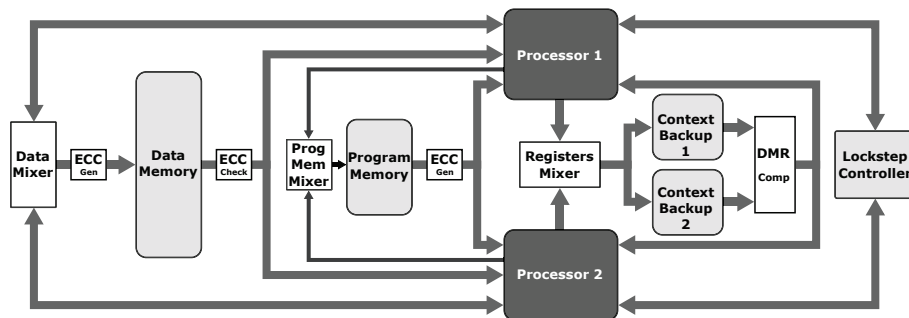 Processor 1
Data
Mixer
ECC
Gen
Data
Memory
ECC
Check
Prog
Mem
Mixer
Program
Memory
ECC
Gen
Registers
Mixer
Context
Backup
1
Context
Backup
2
DMR
Comp
Lockstep
Controller
Processor 2